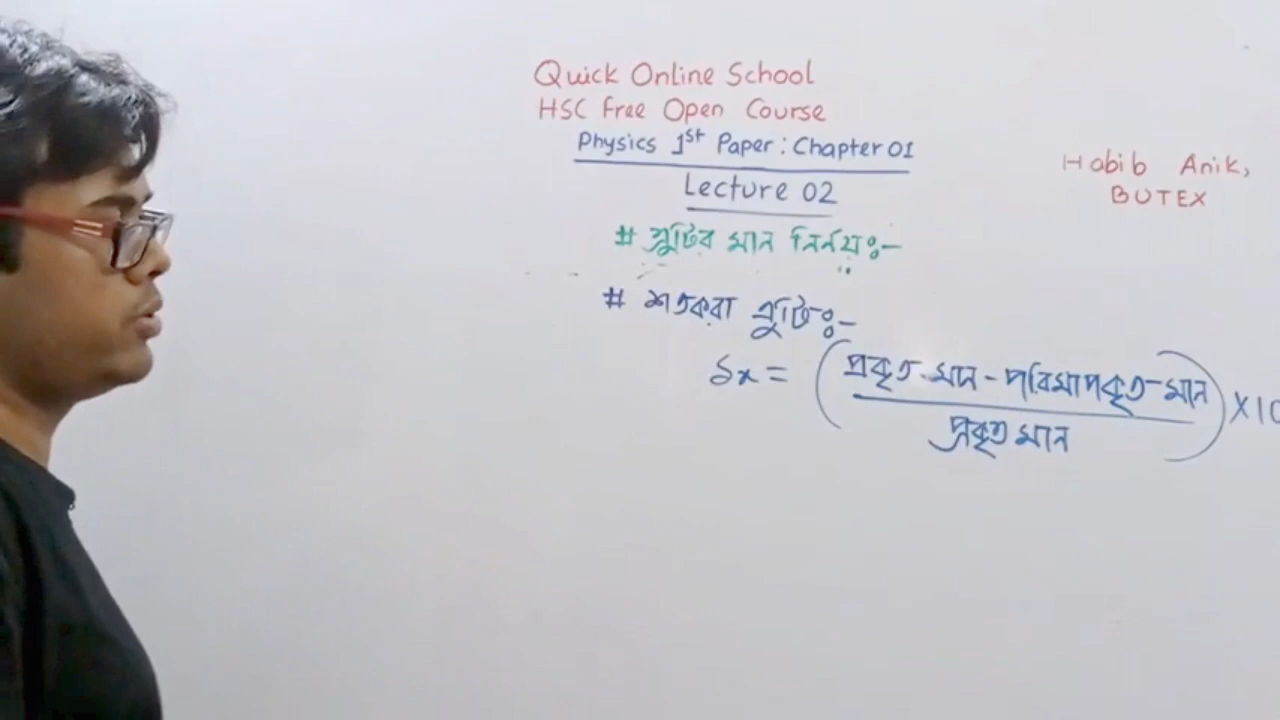 Quick Online School
HSC Free Open Course
Physics 1st Paper : Chapter 01
Lecture 02
Habib Anik,
BUTEX
# ত্রুটির মান নির্নয়ঃ-
# শতকরা ত্রুটিঃ-
δx = (প্রকৃত মান - পরিমাপকৃত মান
প্রকৃত মান) ×10